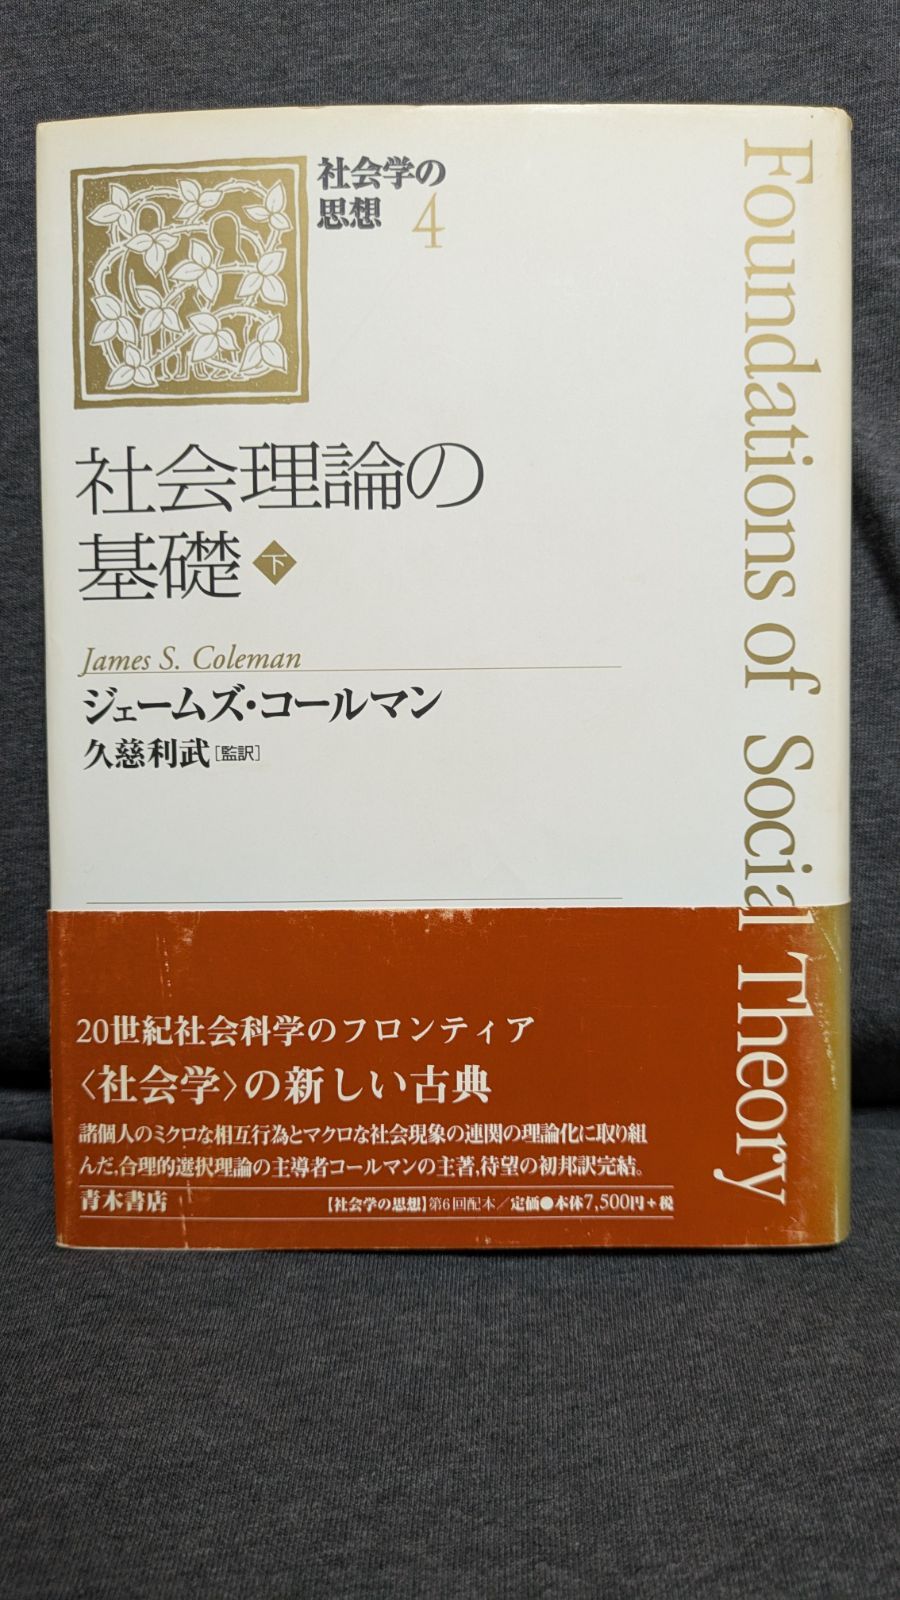 社会学の
思想 4
社会理論の
基礎 下
James S. Coleman
ジェームズ・コールマン
久慈利武[監訳]
Foundations of Social Theory
20世紀社会科学のフロンティア
〈社会学〉の新しい古典
諸個人のミクロな相互行為とマクロな社会現象の連関の理論化に取り組
んだ,合理的選択理論の主導者コールマンの主著,待望の初邦訳完結。
青木書店 【社会学の思想】第6回配本/定価●本体7,500円+税